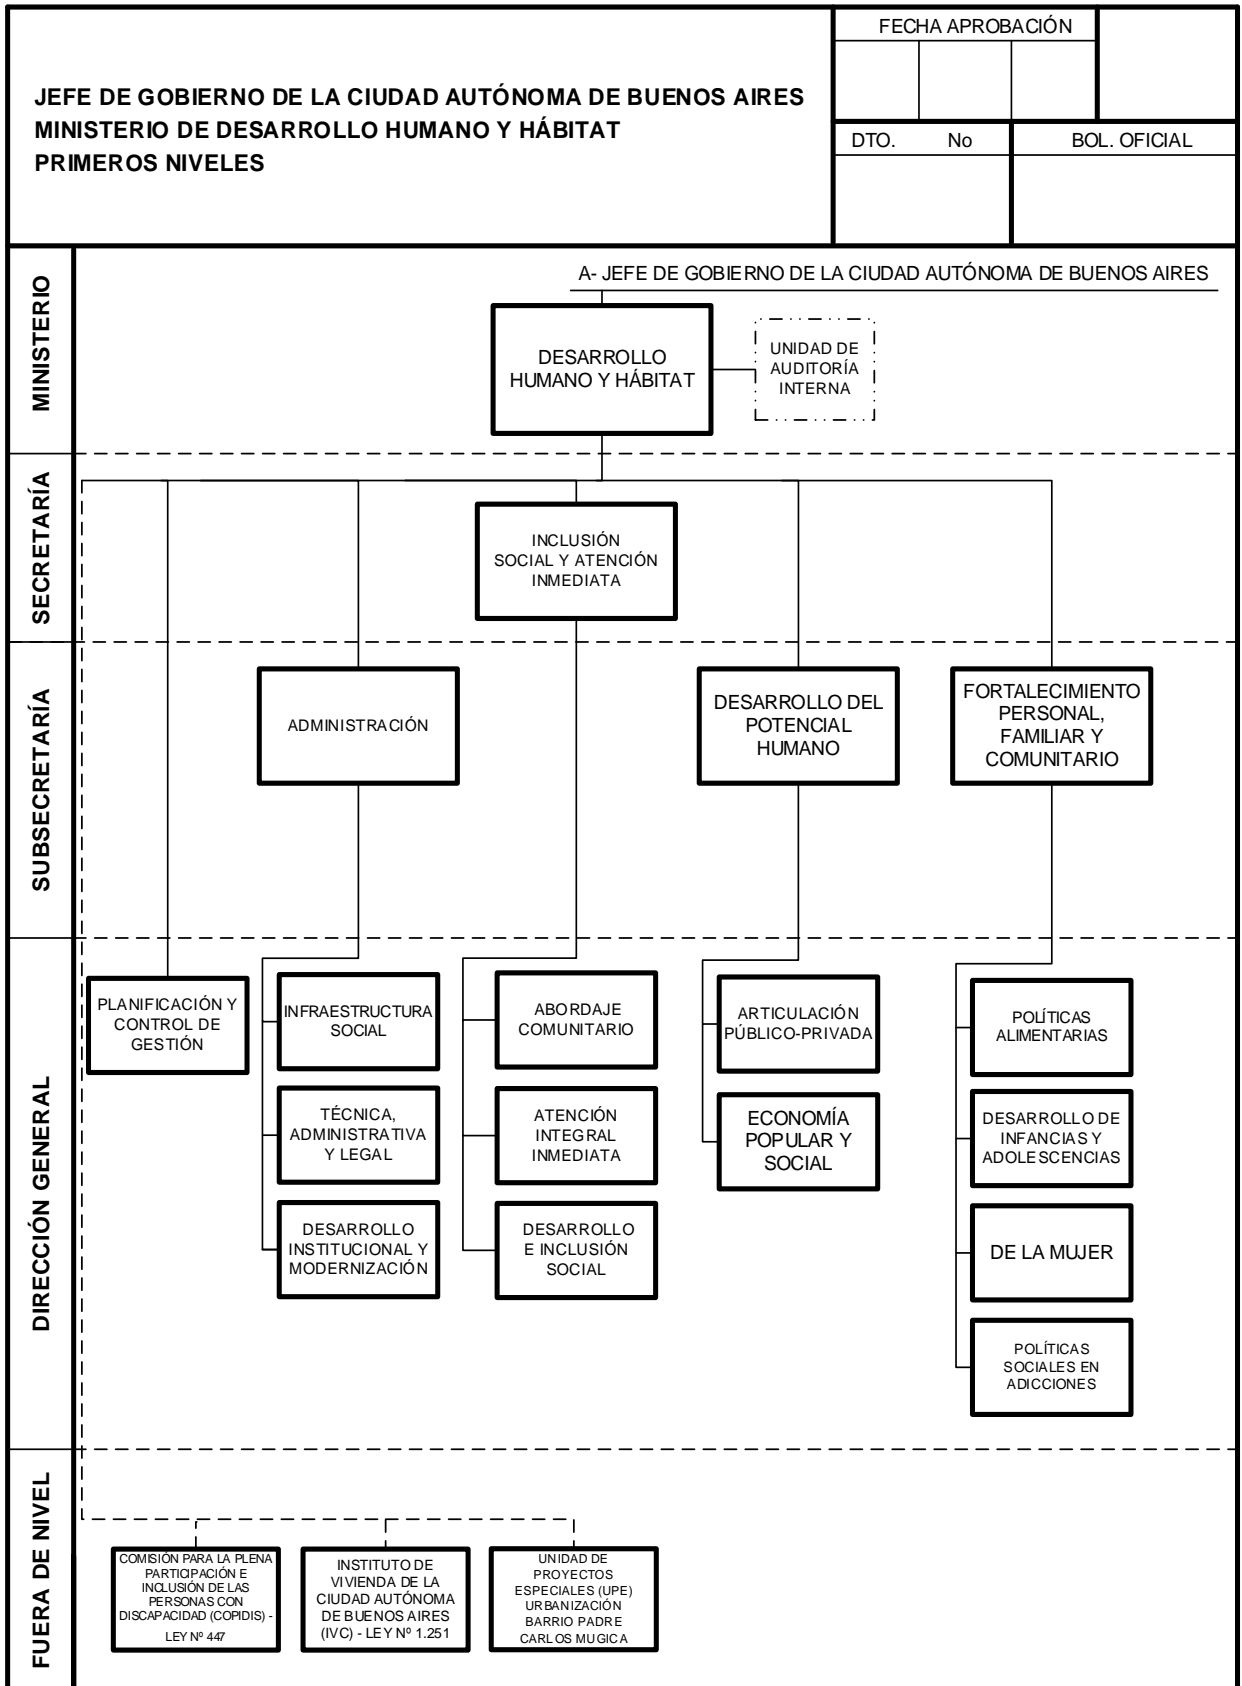 JEFE DE GOBIERNO DE LA CIUDAD AUTÓNOMA DE BUENOS AIRES
MINISTERIO DE DESARROLLO HUMANO Y HÁBITAT
PRIMEROS NIVELES
FECHA APROBACIÓN
DTO. No
BOL. OFICIAL
MINISTERIO
A- JEFE DE GOBIERNO DE LA CIUDAD AUTÓNOMA DE BUENOS AIRES
DESARROLLO
HUMANO Y HÁBITAT
UNIDAD DE
AUDITORÍA
INTERNA
SECRETARÍA
INCLUSIÓN
SOCIAL Y ATENCIÓN
INMEDIATA
SUBSECRETARÍA
ADMINISTRACIÓN
DESARROLLO DEL
POTENCIAL
HUMANO
FORTALECIMIENTO
PERSONAL,
FAMILIAR Y
COMUNITARIO
DIRECCIÓN GENERAL
PLANIFICACIÓN Y
CONTROL DE
GESTIÓN
INFRAESTRUCTURA
SOCIAL
TÉCNICA,
ADMINISTRATIVA
Y LEGAL
DESARROLLO
INSTITUCIONAL Y
MODERNIZACIÓN
ABORDAJE
COMUNITARIO
ATENCIÓN
INTEGRAL
INMEDIATA
DESARROLLO
E INCLUSIÓN
SOCIAL
ARTICULACIÓN
PÚBLICO-PRIVADA
ECONOMÍA
POPULAR Y
SOCIAL
POLÍTICAS
ALIMENTARIAS
DESARROLLO DE
INFANCIAS Y
ADOLESCENCIAS
DE LA MUJER
POLÍTICAS
SOCIALES EN
ADICCIONES
FUERA DE NIVEL
COMISIÓN PARA LA PLENA
PARTICIPACIÓN E
INCLUSIÓN DE LAS
PERSONAS CON
DISCAPACIDAD (COPIDIS) -
LEY Nº 447
INSTITUTO DE
VIVIENDA DE LA
CIUDAD AUTÓNOMA
DE BUENOS AIRES
(IVC) - LEY Nº 1.251
UNIDAD DE
PROYECTOS
ESPECIALES (UPE)
URBANIZACIÓN
BARRIO PADRE
CARLOS MUGICA